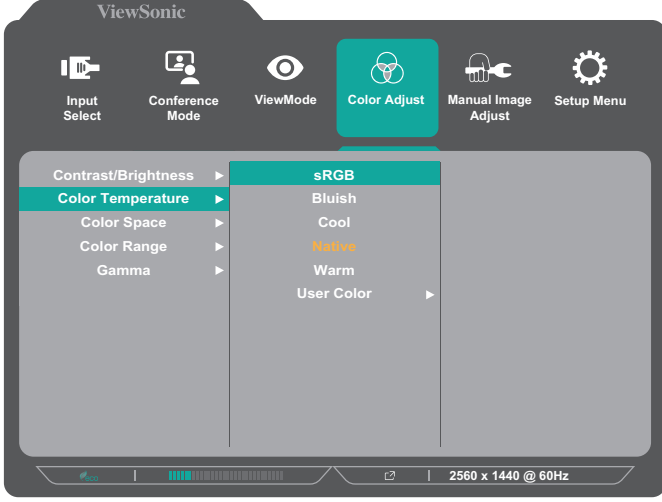 ViewSonic
Input
Select
Conference
Mode
ViewMode
Color Adjust
Manual Image
Adjust
Setup Menu
Contrast/Brightness
Color Temperature
Color Space
Color Range
Gamma
sRGB
Bluish
Cool
Native
Warm
User Color
eco
2560 x 1440 @ 60Hz